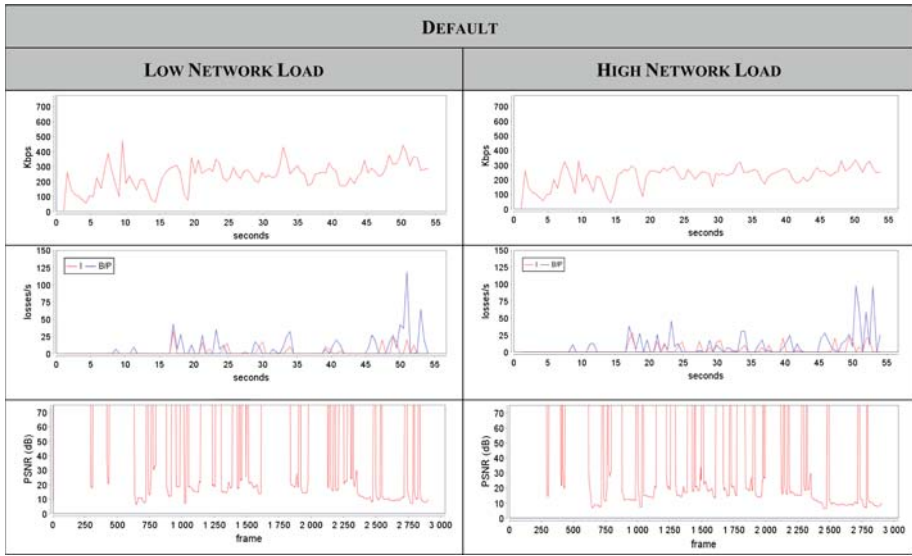 DEFAULT
LOW NETWORK LOAD
HIGH NETWORK LOAD
Kbps
700
600
500
400
300
200
100
0
0 5 10 15 20 25 30 35 40 45 50 55
seconds
Kbps
700
600
500
400
300
200
100
0
0 5 10 15 20 25 30 35 40 45 50 55
seconds
losses/s
150
125
100
75
50
25
0
I B/P
0 5 10 15 20 25 30 35 40 45 50 55
seconds
losses/s
150
125
100
75
50
25
0
I B/P
0 5 10 15 20 25 30 35 40 45 50 55
seconds
PSNR (dB)
70
60
50
40
30
20
10
0
0 250 500 750 1 000 1 250 1 500 1 750 2 000 2 250 2 500 2 750 3 000
frame
PSNR (dB)
70
60
50
40
30
20
10
0
0 250 500 750 1 000 1 250 1 500 1 750 2 000 2 250 2 500 2 750 3 000
frame